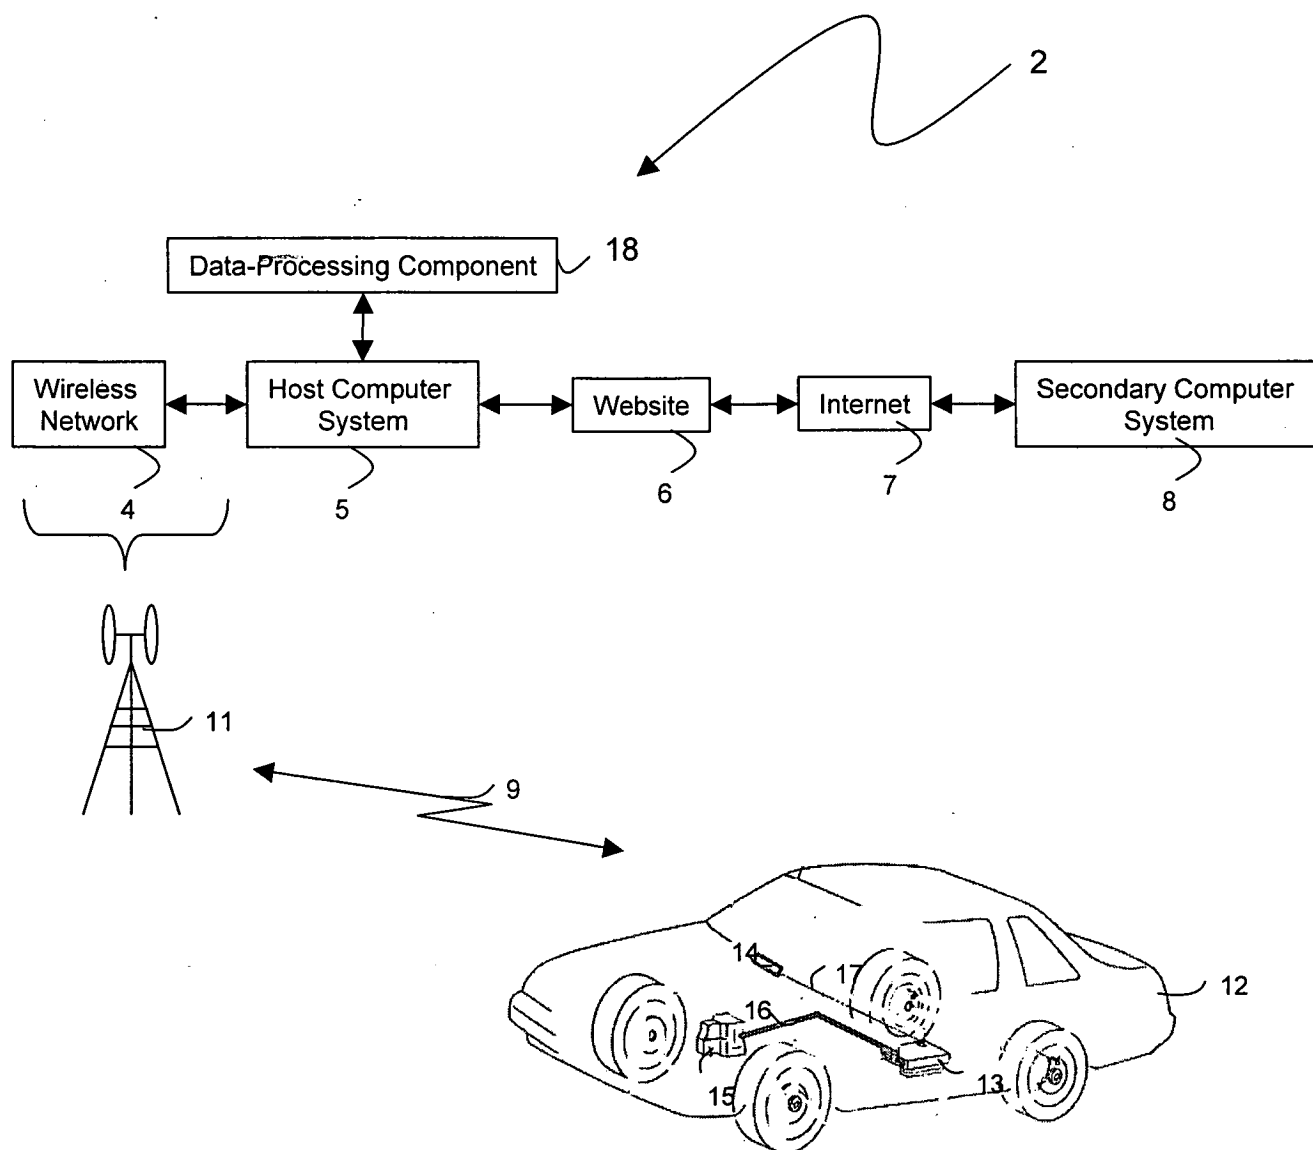 2
Data-Processing Component
18
Wireless
Network
Host Computer
System
Website
Internet
Secondary Computer
System
4
5
6
7
8
11
9
14
17
12
16
15
13